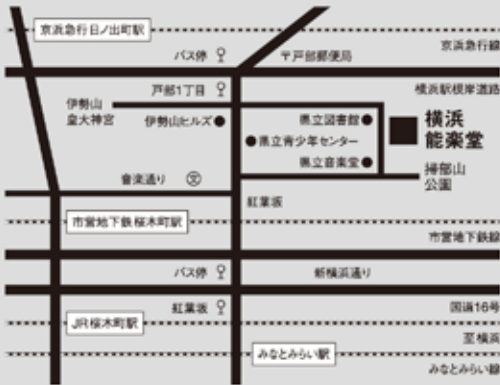 京浜急行日ノ出町駅
京浜急行線
バス停
〒戸部郵便局
戸部1丁目
横浜駅根岸道路
伊勢山
皇大神宮
伊勢山ヒルズ
県立図書館
県立青少年センター
県立音楽堂
横浜
能楽堂
掃部山
公園
音楽通り
文
紅葉坂
市営地下鉄桜木町駅
市営地下鉄線
バス停
新横浜通り
紅葉坂
国道16号
JR桜木町駅
至横浜
みなとみらい駅
みなとみらい線